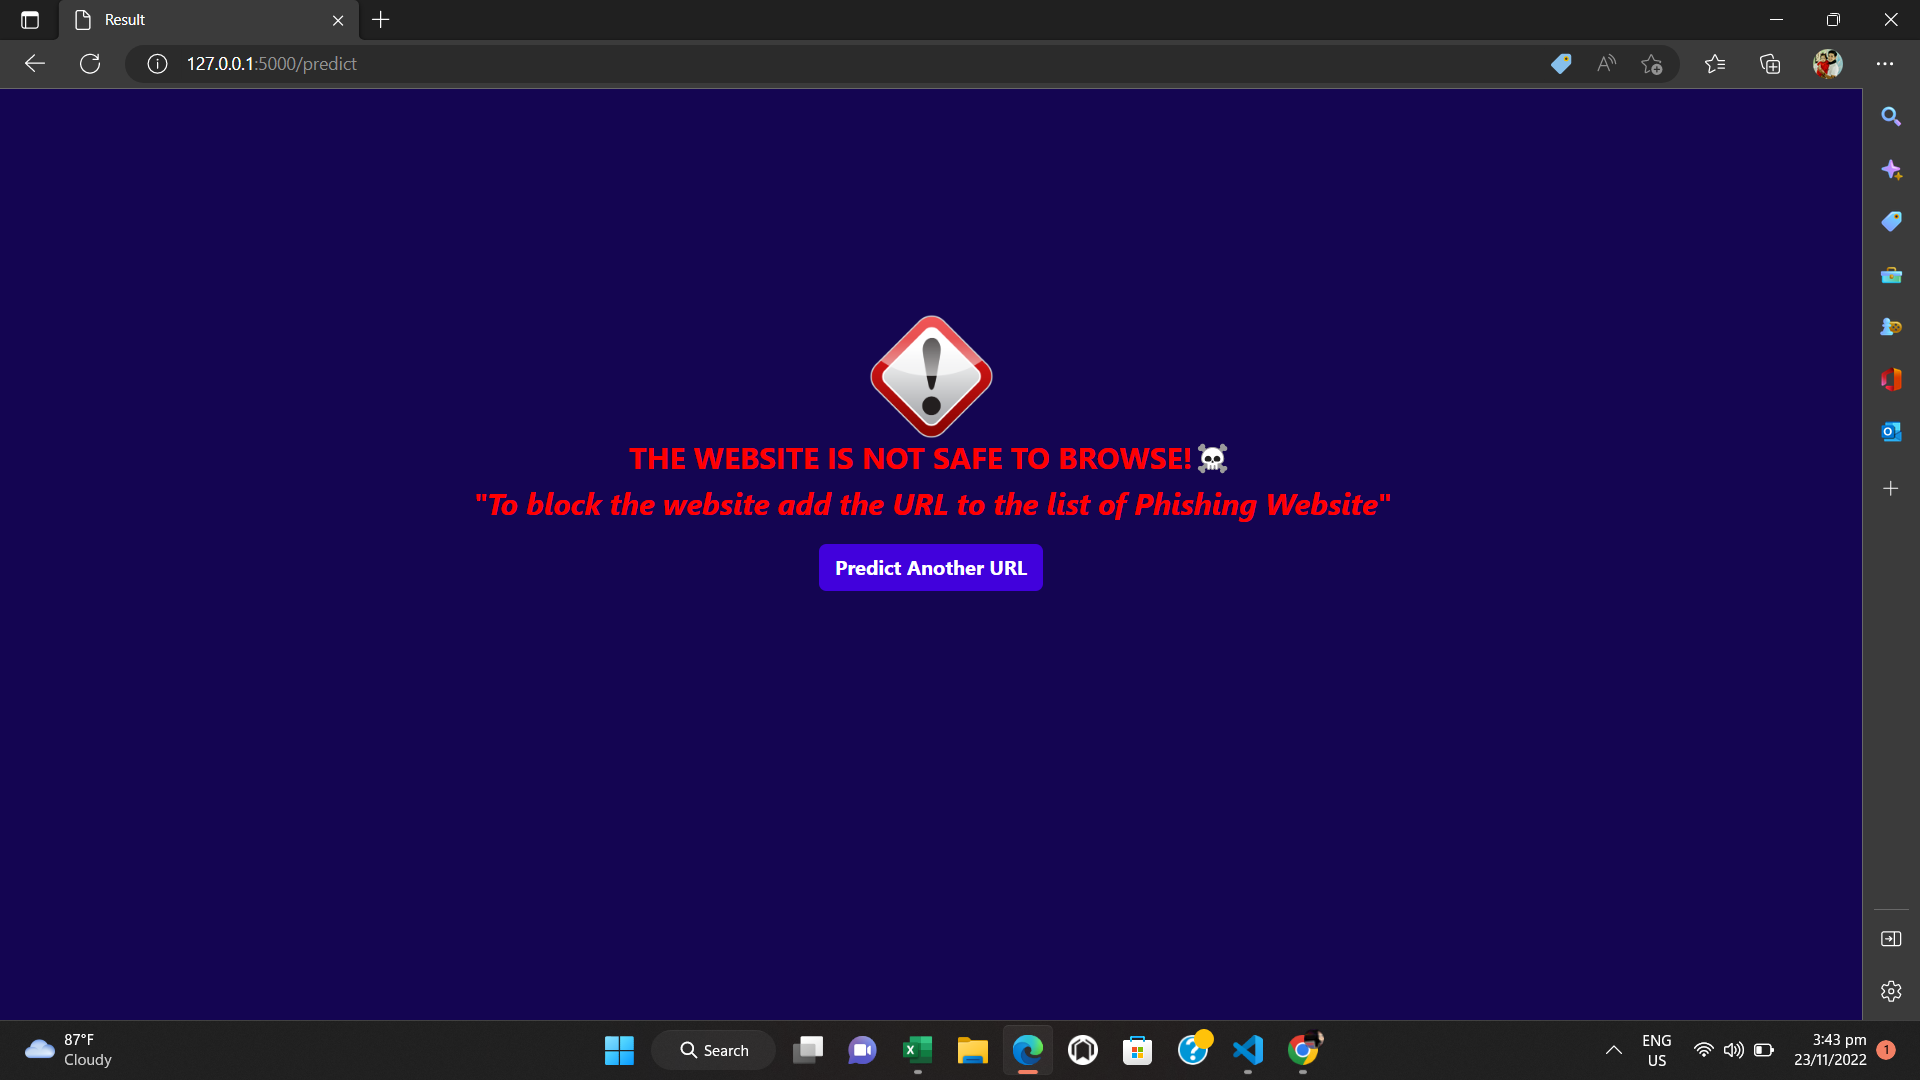 Result
127.0.0.1:5000/predict
THE WEBSITE IS NOT SAFE TO BROWSE!☠️
"To block the website add the URL to the list of Phishing Website"
Predict Another URL
87°F
Cloudy
Search
ENG
US
3:43 pm
23/11/2022
1